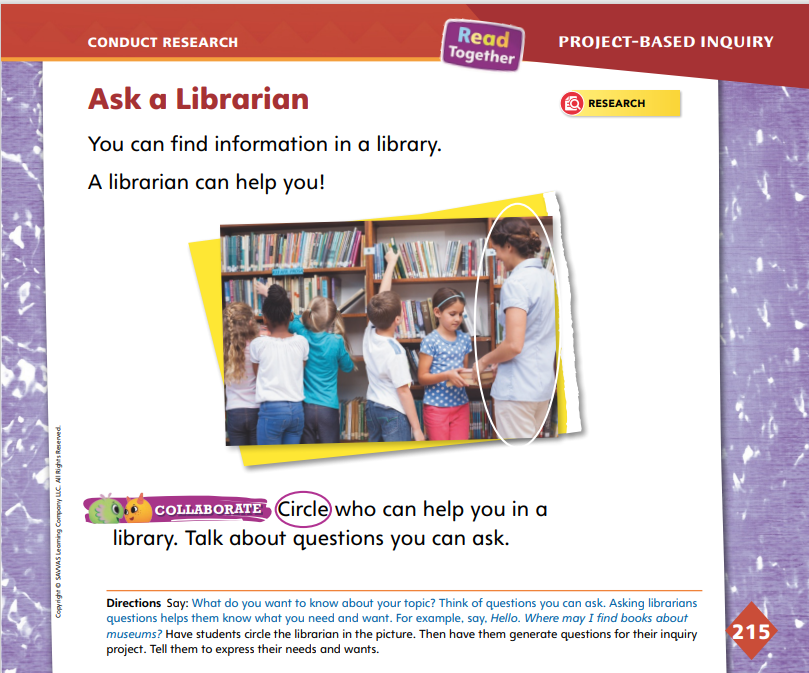 CONDUCT RESEARCH
Read
Together
PROJECT-BASED INQUIRY
Ask a Librarian
RESEARCH
You can find information in a library.
A librarian can help you!
COLLABORATE Circle who can help you in a
library. Talk about questions you can ask.
Directions Say: What do you want to know about your topic? Think of questions you can ask. Asking librarians
questions helps them know what you need and want. For example, say, Hello. Where may I find books about
museums? Have students circle the librarian in the picture. Then have them generate questions for their inquiry
project. Tell them to express their needs and wants.
215
Copyright © SAVVAS Learning Company LLC. All Rights Reserved.